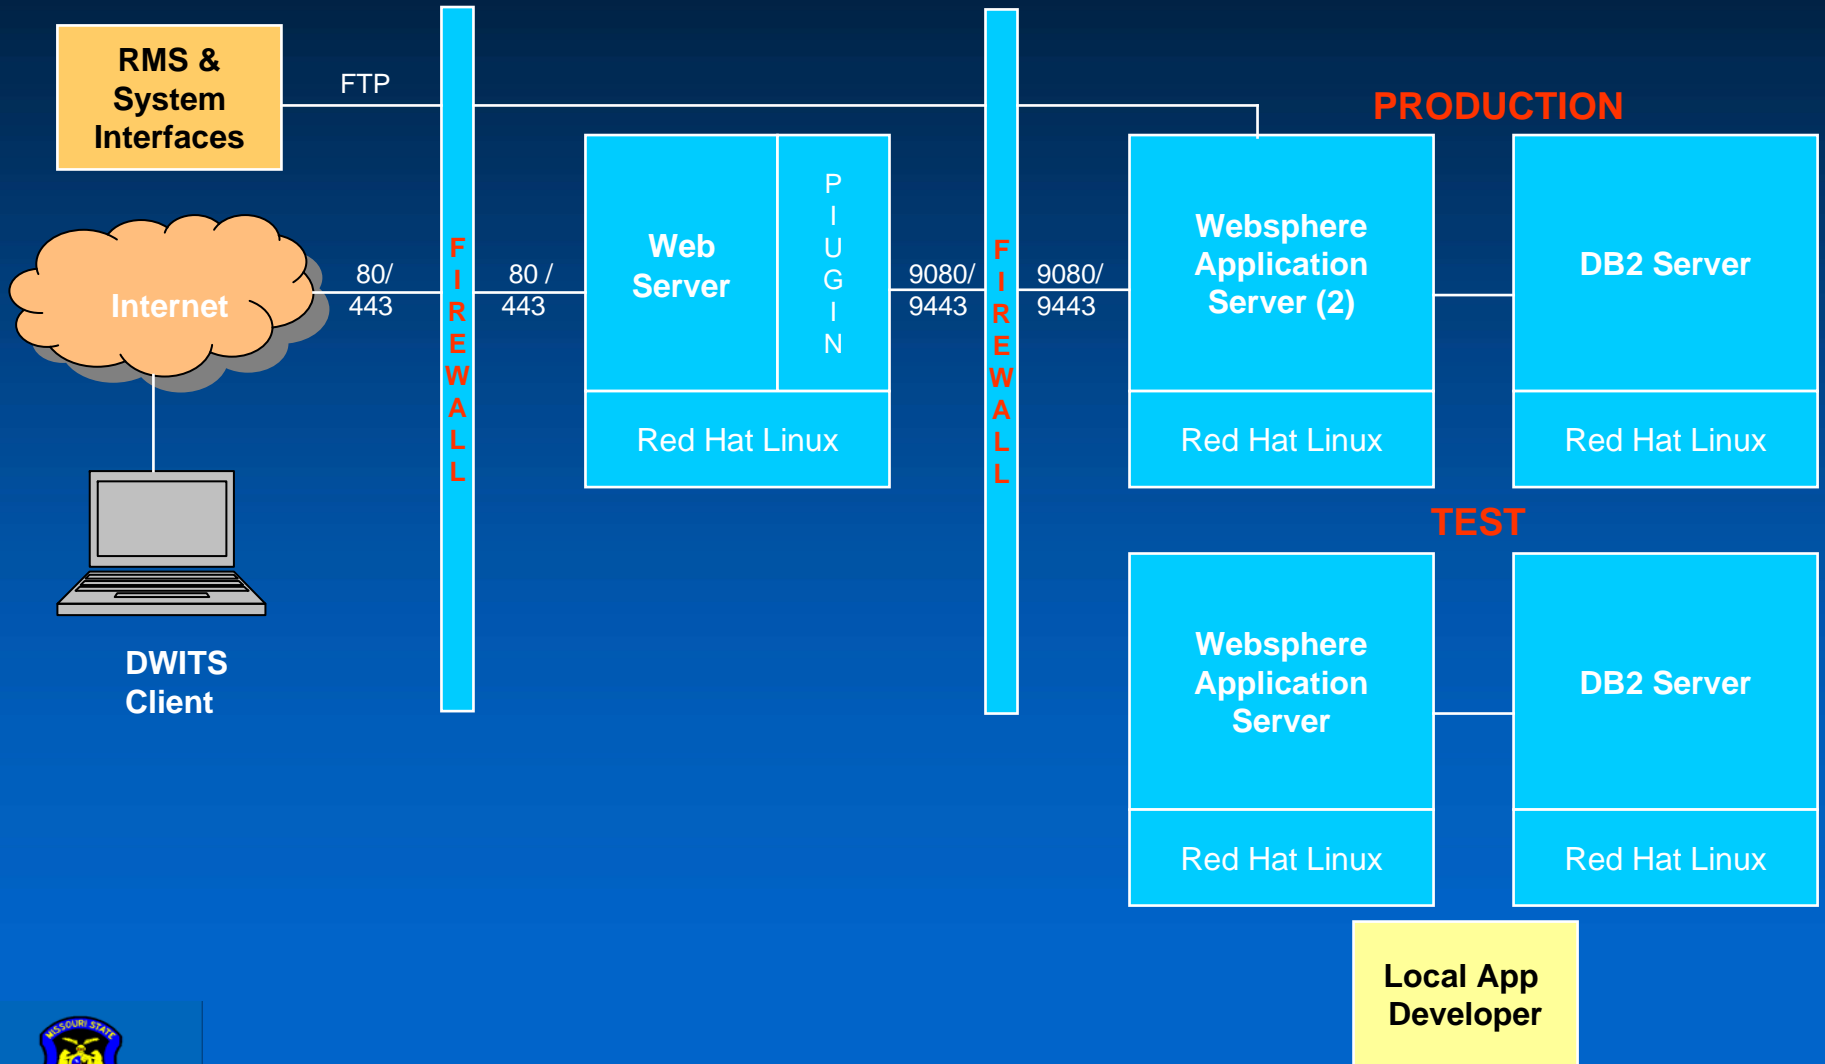 RMS &
System
Interfaces
FTP
PRODUCTION
Internet
80/
443
F
I
R
E
W
A
L
L
80 /
443
Web
Server
P
l
U
G
I
N
Red Hat Linux
9080/
9443
F
I
R
E
W
A
L
L
9080/
9443
Websphere
Application
Server (2)
Red Hat Linux
DB2 Server
Red Hat Linux
TEST
DWITS
Client
Websphere
Application
Server
Red Hat Linux
DB2 Server
Red Hat Linux
Local App
Developer
MISSOURI STATE